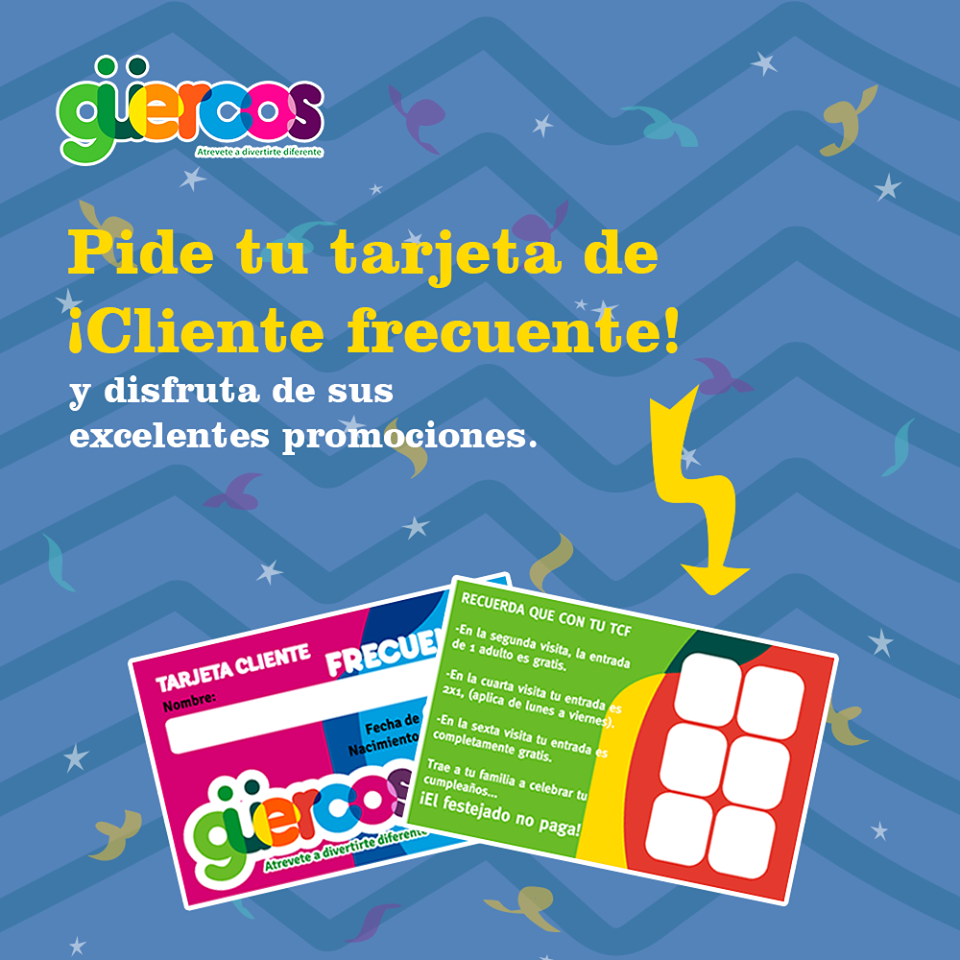 güercos
Atrevete a divertirte diferente
Pide tu tarjeta de
¡Cliente frecuente!
y disfruta de sus
excelentes promociones.
TARJETA CLIENTE
Nombre:
Fecha de
Nacimiento
güercos
Atrevete a divertirte diferente
RECUERDA QUE CON TU TCF
-En la segunda visita, la entrada
de 1 adulto es gratis.
-En la cuarta visita tu entrada es
2x1, (aplica de lunes a viernes).
-En la sexta visita tu entrada es
completamente gratis.
Trae a tu familia a celebrar tu
cumpleaños...
¡El festejado no paga!